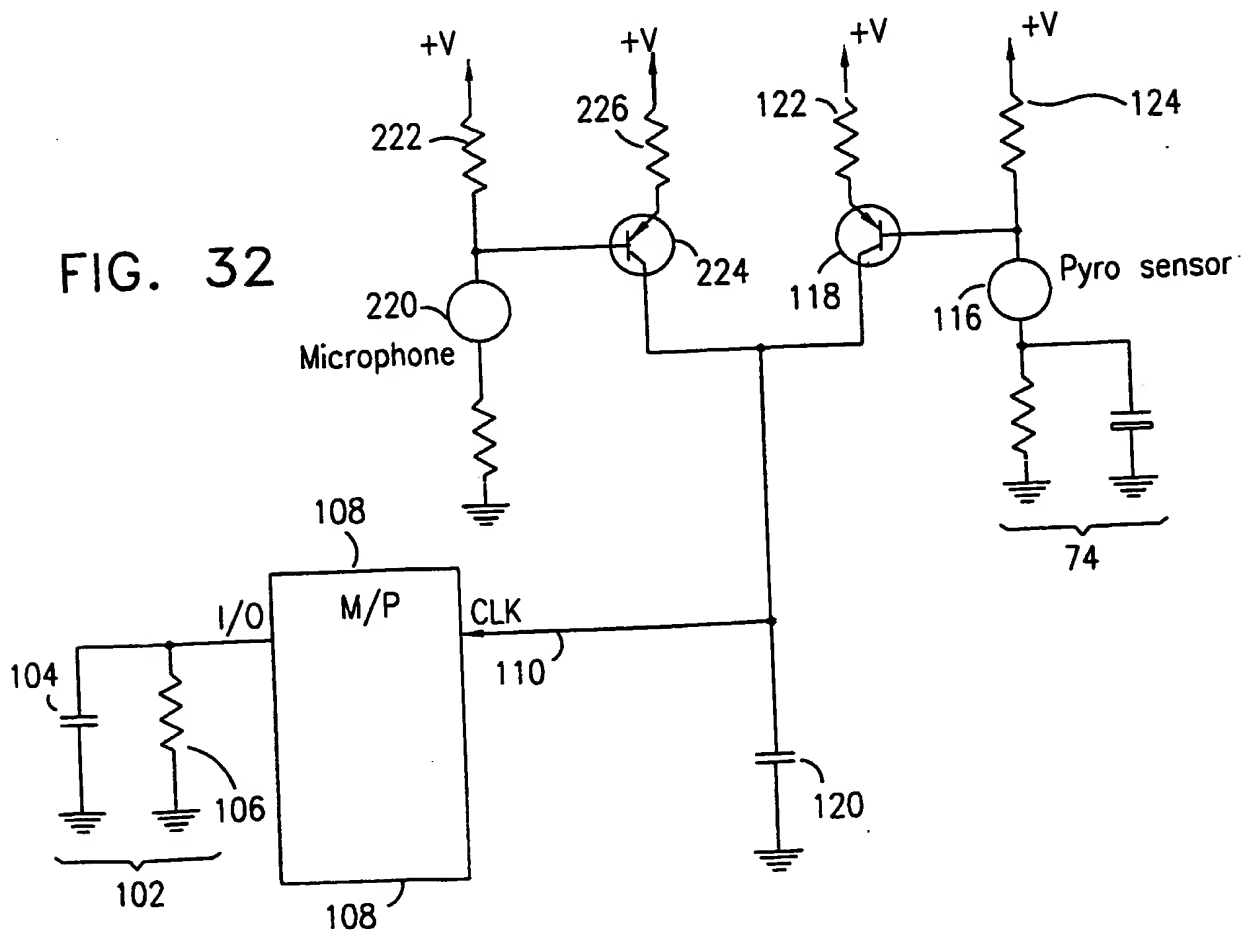 +V
+V
+V
+V
222
226
122
124
FIG. 32
220
Microphone
224
118
116
Pyro sensor
74
108
I/O
M/P
CLK
110
104
106
102
120
108